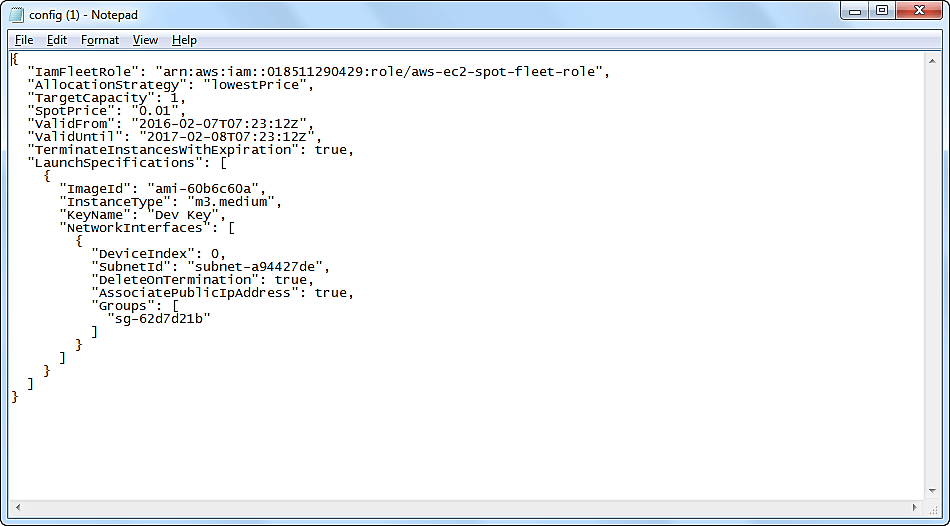 config (1) - Notepad
File Edit Format View Help
{
  "IamFleetRole": "arn:aws:iam::018511290429:role/aws-ec2-spot-fleet-role",
  "AllocationStrategy": "lowestPrice",
  "TargetCapacity": 1,
  "SpotPrice": "0.01",
  "ValidFrom": "2016-02-07T07:23:12Z",
  "ValidUntil": "2017-02-08T07:23:12Z",
  "TerminateInstancesWithExpiration": true,
  "LaunchSpecifications": [
    {
      "ImageId": "ami-60b6c60a",
      "InstanceType": "m3.medium",
      "KeyName": "Dev Key",
      "NetworkInterfaces": [
        {
          "DeviceIndex": 0,
          "SubnetId": "subnet-a94427de",
          "DeleteOnTermination": true,
          "AssociatePublicIpAddress": true,
          "Groups": [
            "sg-62d7d21b"
          ]
        }
      ]
    }
  ]
}